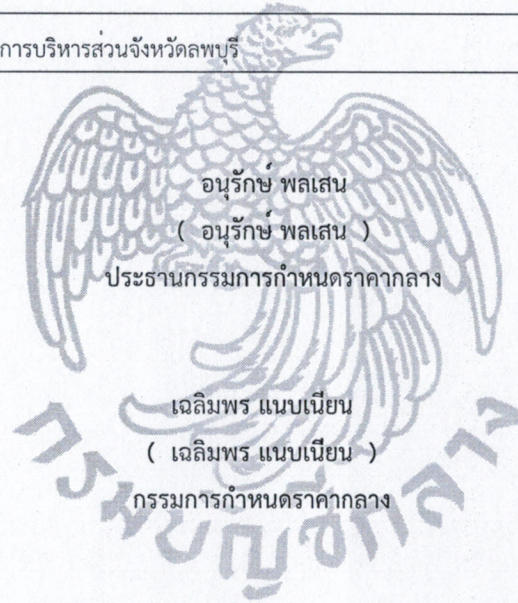 การบริหารส่วนจังหวัดลพบุรี
อนุรักษ์ พลเสน
( อนุรักษ์ พลเสน )
ประธานกรรมการกำหนดราคากลาง
เฉลิมพร แนบเนียน
( เฉลิมพร แนบเนียน )
กรรมการกำหนดราคากลาง
กรมบัญชีกลาง